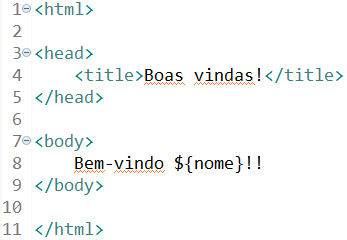 1 <html>
2
3 <head>
4     <title>Boas vindas!</title>
5 </head>
6
7 <body>
8     Bem-vindo ${nome}!!
9 </body>
10
11 </html>